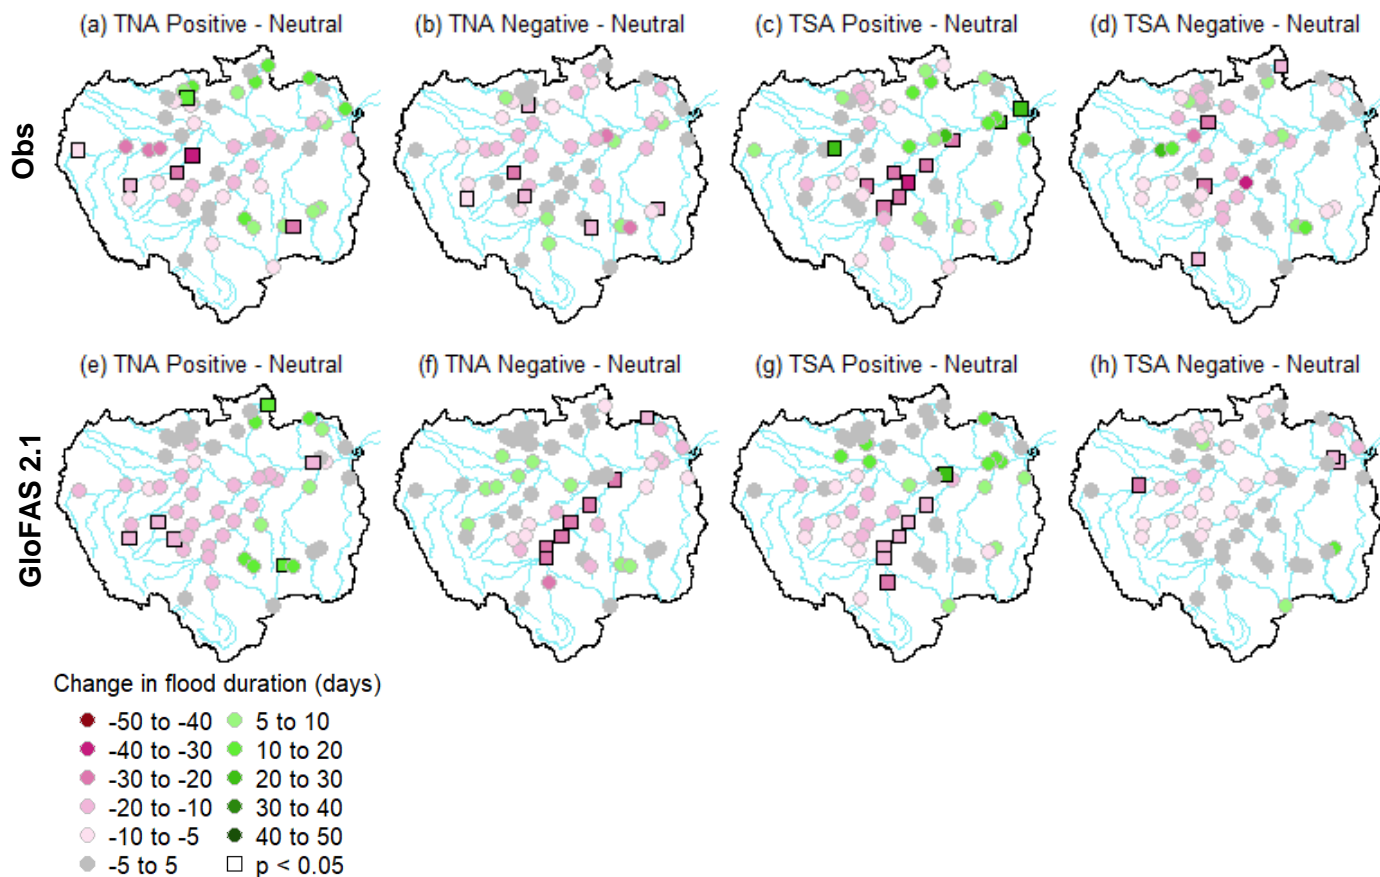 (a) TNA Positive - Neutral
(b) TNA Negative - Neutral
(c) TSA Positive - Neutral
(d) TSA Negative - Neutral
Obs
(e) TNA Positive - Neutral
(f) TNA Negative - Neutral
(g) TSA Positive - Neutral
(h) TSA Negative - Neutral
GloFAS 2.1
Change in flood duration (days)
-50 to -40
-40 to -30
-30 to -20
-20 to -10
-10 to -5
-5 to 5
5 to 10
10 to 20
20 to 30
30 to 40
40 to 50
p < 0.05